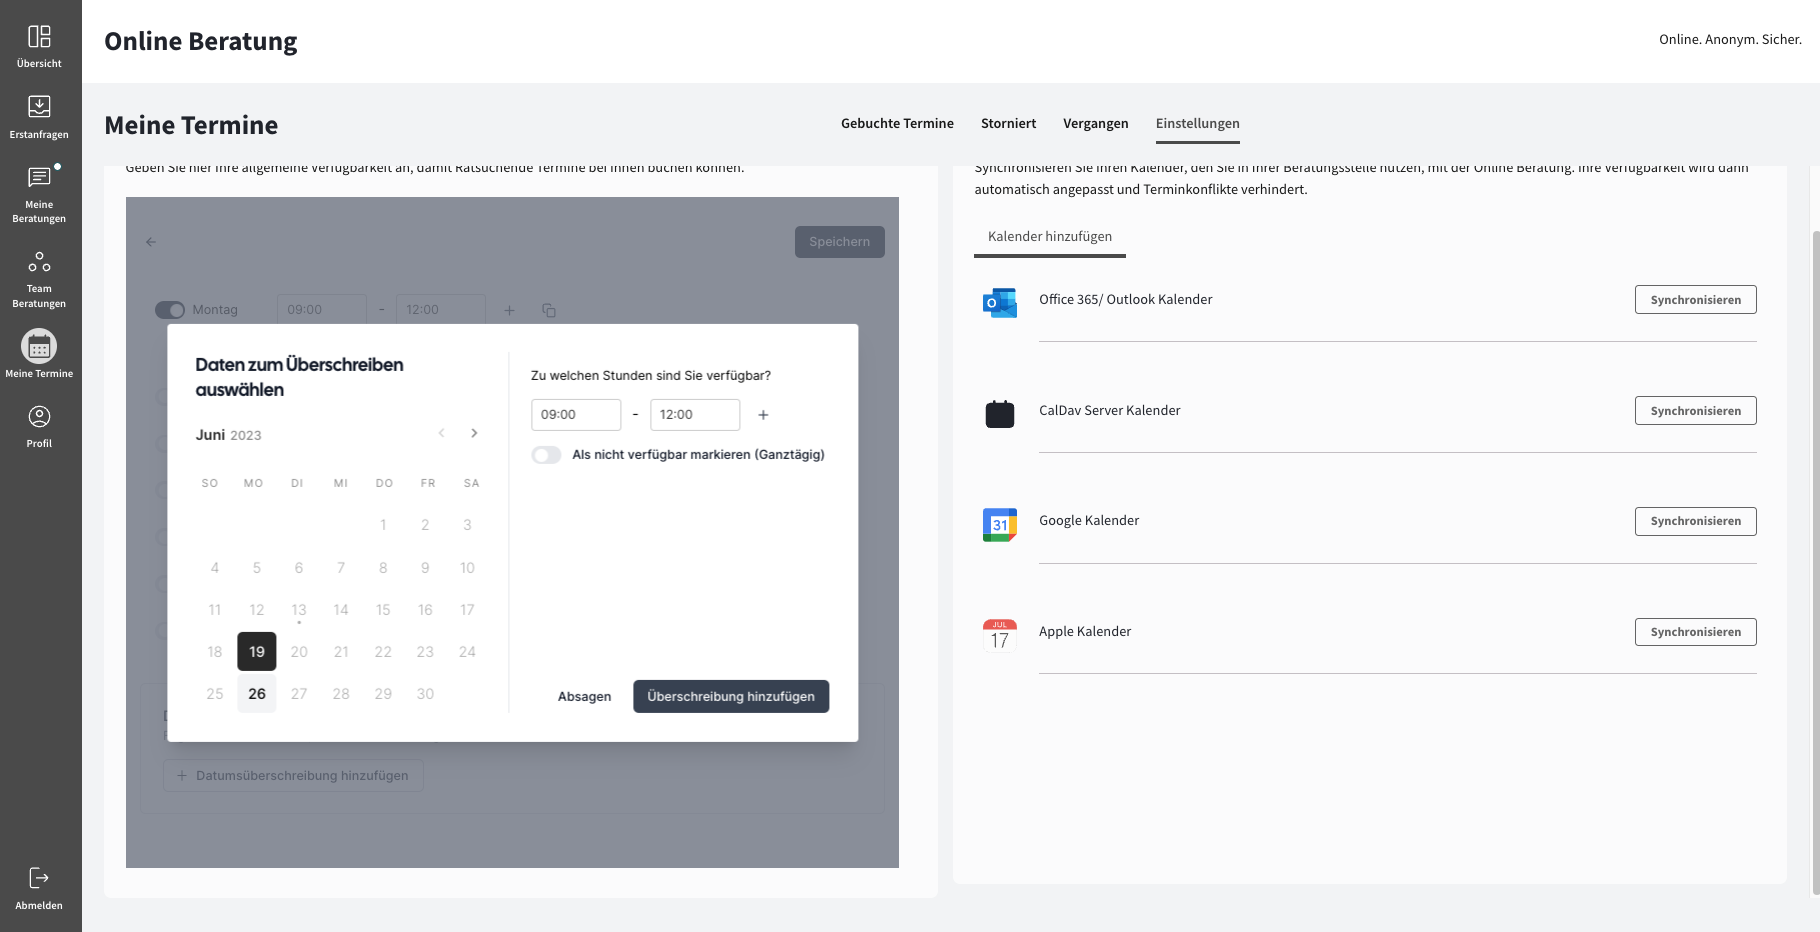 Übersicht
Erstanfragen
Meine
Beratungen
Team
Beratungen
Meine Termine
Profil
Abmelden
Online Beratung
Online. Anonym. Sicher.
Meine Termine
Gebuchte Termine
Storniert
Vergangen
Einstellungen
Geben Sie hier Ihre allgemeine Verfügbarkeit an, damit Ratsuchende Termine bei Ihnen buchen können.
Speichern
Montag
09:00 - 12:00
Daten zum Überschreiben
auswählen
Juni 2023
SO MO DI MI DO FR SA
1 2 3
4 5 6 7 8 9 10
11 12 13 14 15 16 17
18 19 20 21 22 23 24
25 26 27 28 29 30
Zu welchen Stunden sind Sie verfügbar?
09:00 - 12:00 +
Als nicht verfügbar markieren (Ganztägig)
Absagen
Überschreibung hinzufügen
+ Datumsüberschreibung hinzufügen
Synchronisieren Sie Ihren Kalender, den Sie in Ihrer Beratungsstelle nutzen, mit der Online Beratung. Ihre Verfügbarkeit wird dann
automatisch angepasst und Terminkonflikte verhindert.
Kalender hinzufügen
Office 365/ Outlook Kalender
Synchronisieren
CalDav Server Kalender
Synchronisieren
31
Google Kalender
Synchronisieren
JUL
17
Apple Kalender
Synchronisieren